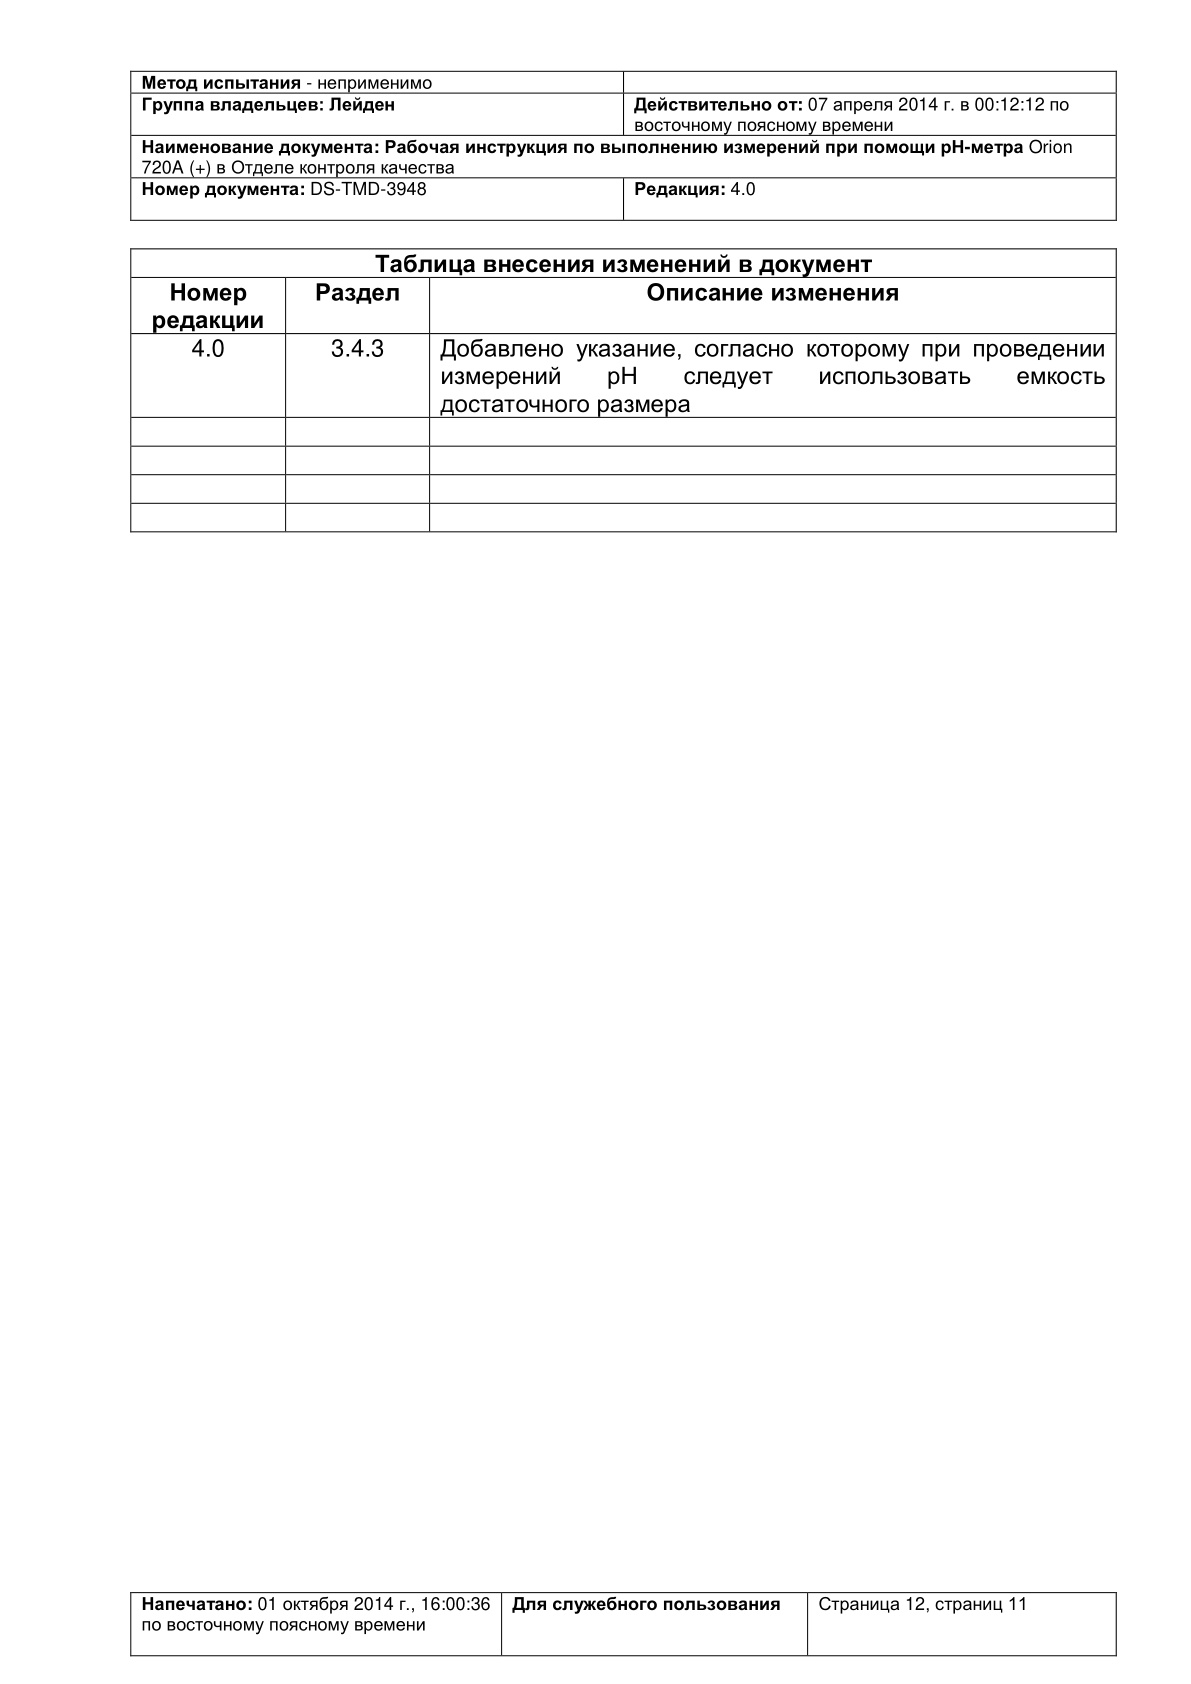 Метод испытания - неприменимо
Группа владельцев: Лейден
Действительно от: 07 апреля 2014 г. в 00:12:12 по
восточному поясному времени
Наименование документа: Рабочая инструкция по выполнению измерений при помощи pH-метра Orion
720A (+) в Отделе контроля качества
Номер документа: DS-TMD-3948
Редакция: 4.0
Таблица внесения изменений в документ
Номер
редакции
Раздел
Описание изменения
4.0
3.4.3
Добавлено указание, согласно которому при проведении
измерений pH следует использовать емкость
достаточного размера
Напечатано: 01 октября 2014 г., 16:00:36
по восточному поясному времени
Для служебного пользования
Страница 12, страниц 11